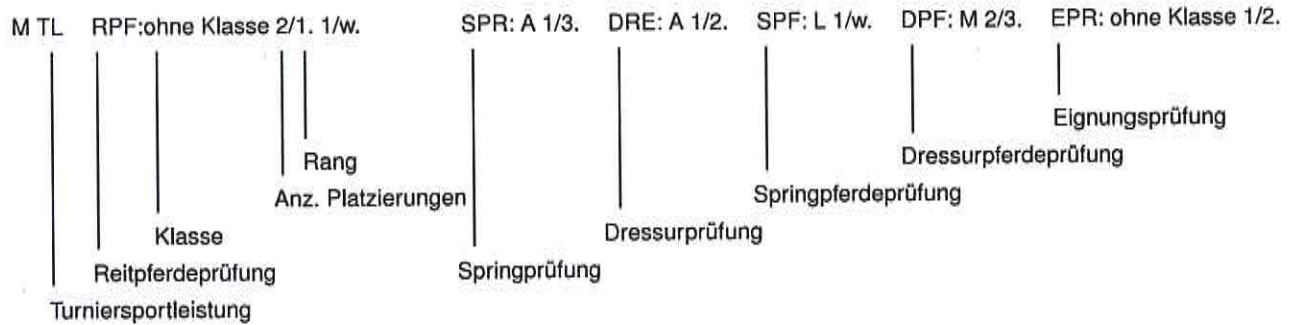 M TL RPF:ohne Klasse 2/1. 1/w. SPR: A 1/3. DRE: A 1/2. SPF: L 1/w. DPF: M 2/3. EPR: ohne Klasse 1/2.
Eignungsprüfung
Rang Dressurpferdeprüfung
Anz. Platzierungen Springpferdeprüfung
Klasse Dressurprüfung
Reitpferdeprüfung Springprüfung
Turniersportleistung